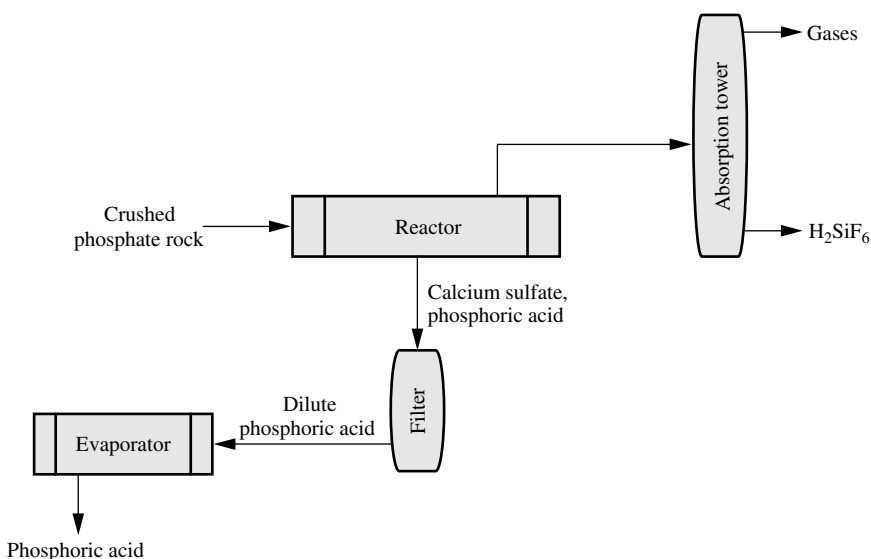 Gases
Absorption tower
Crushed
phosphate rock
Reactor
H₂SiF₆
Calcium sulfate,
phosphoric acid
Filter
Dilute
phosphoric acid
Evaporator
Phosphoric acid